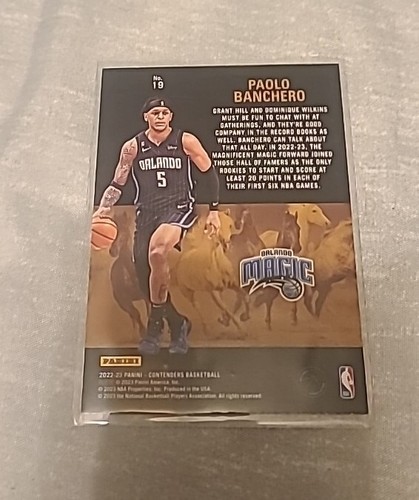 No.
19
PAOLO
BANCHERO
GRANT HILL AND DOMINIQUE WILKINS
MUST BE FUN TO CHAT WITH AT
GATHERINGS, AND THEY'RE GOOD
COMPANY IN THE RECORD BOOKS AS
WELL. BANCHERO CAN TALK ABOUT
THAT ALL DAY. IN 2022-23, THE
MAGNIFICENT MAGIC FORWARD JOINED
THOSE HALL OF FAMERS AS THE ONLY
ROOKIES TO START AND SCORE AT
LEAST 20 POINTS IN EACH OF
THEIR FIRST SIX NBA GAMES.
ORLANDO
5
ORLANDO
MAGIC
PANINI
2022-23 PANINI - CONTENDERS BASKETBALL
© 2023 Panini America, Inc.
© 2023 NBA Properties, Inc. Produced in the USA.
© 2023 the National Basketball Players Association. All rights reserved.